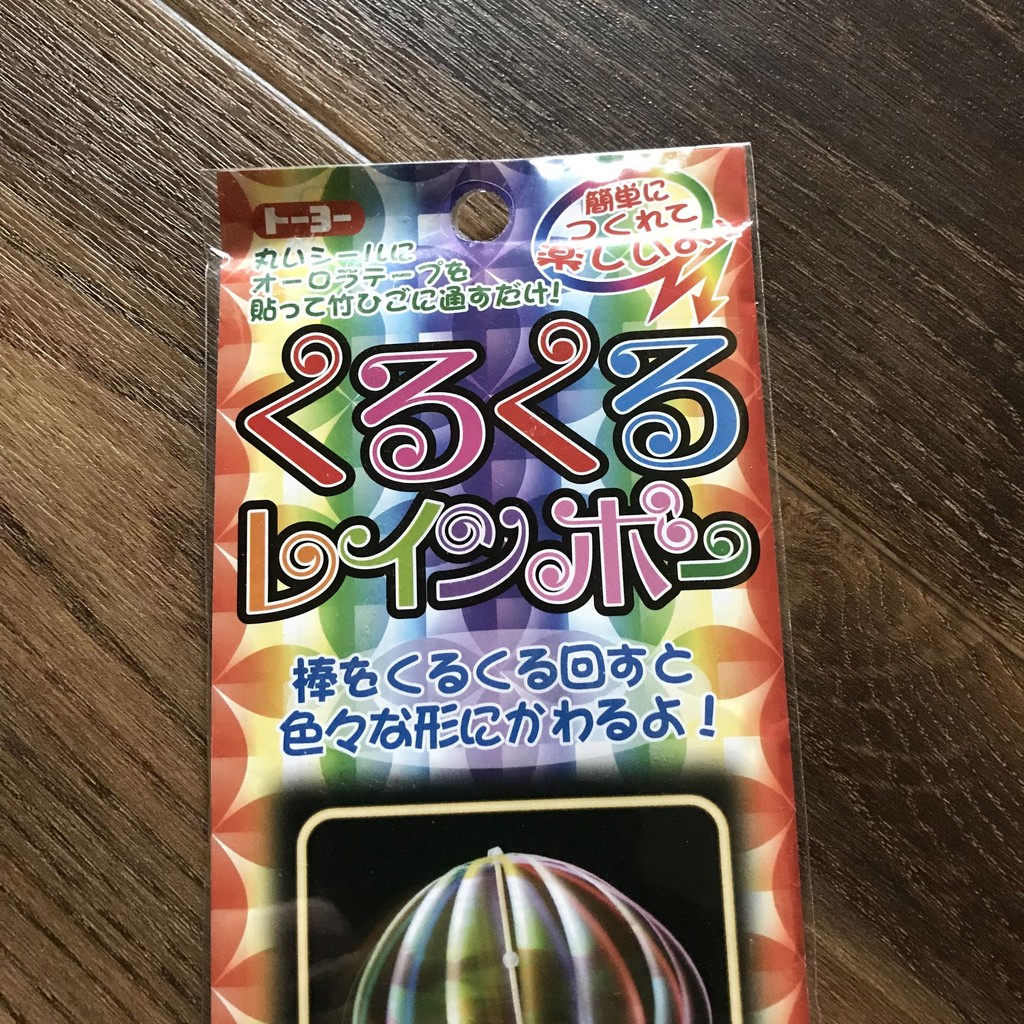 トーヨー
簡単に
つくれて
楽しいよ!
丸いシールに
オーロラテープを
貼って竹ひごに通すだけ!
くるくる
レインボー
棒をくるくる回すと
色々な形にかわるよ!